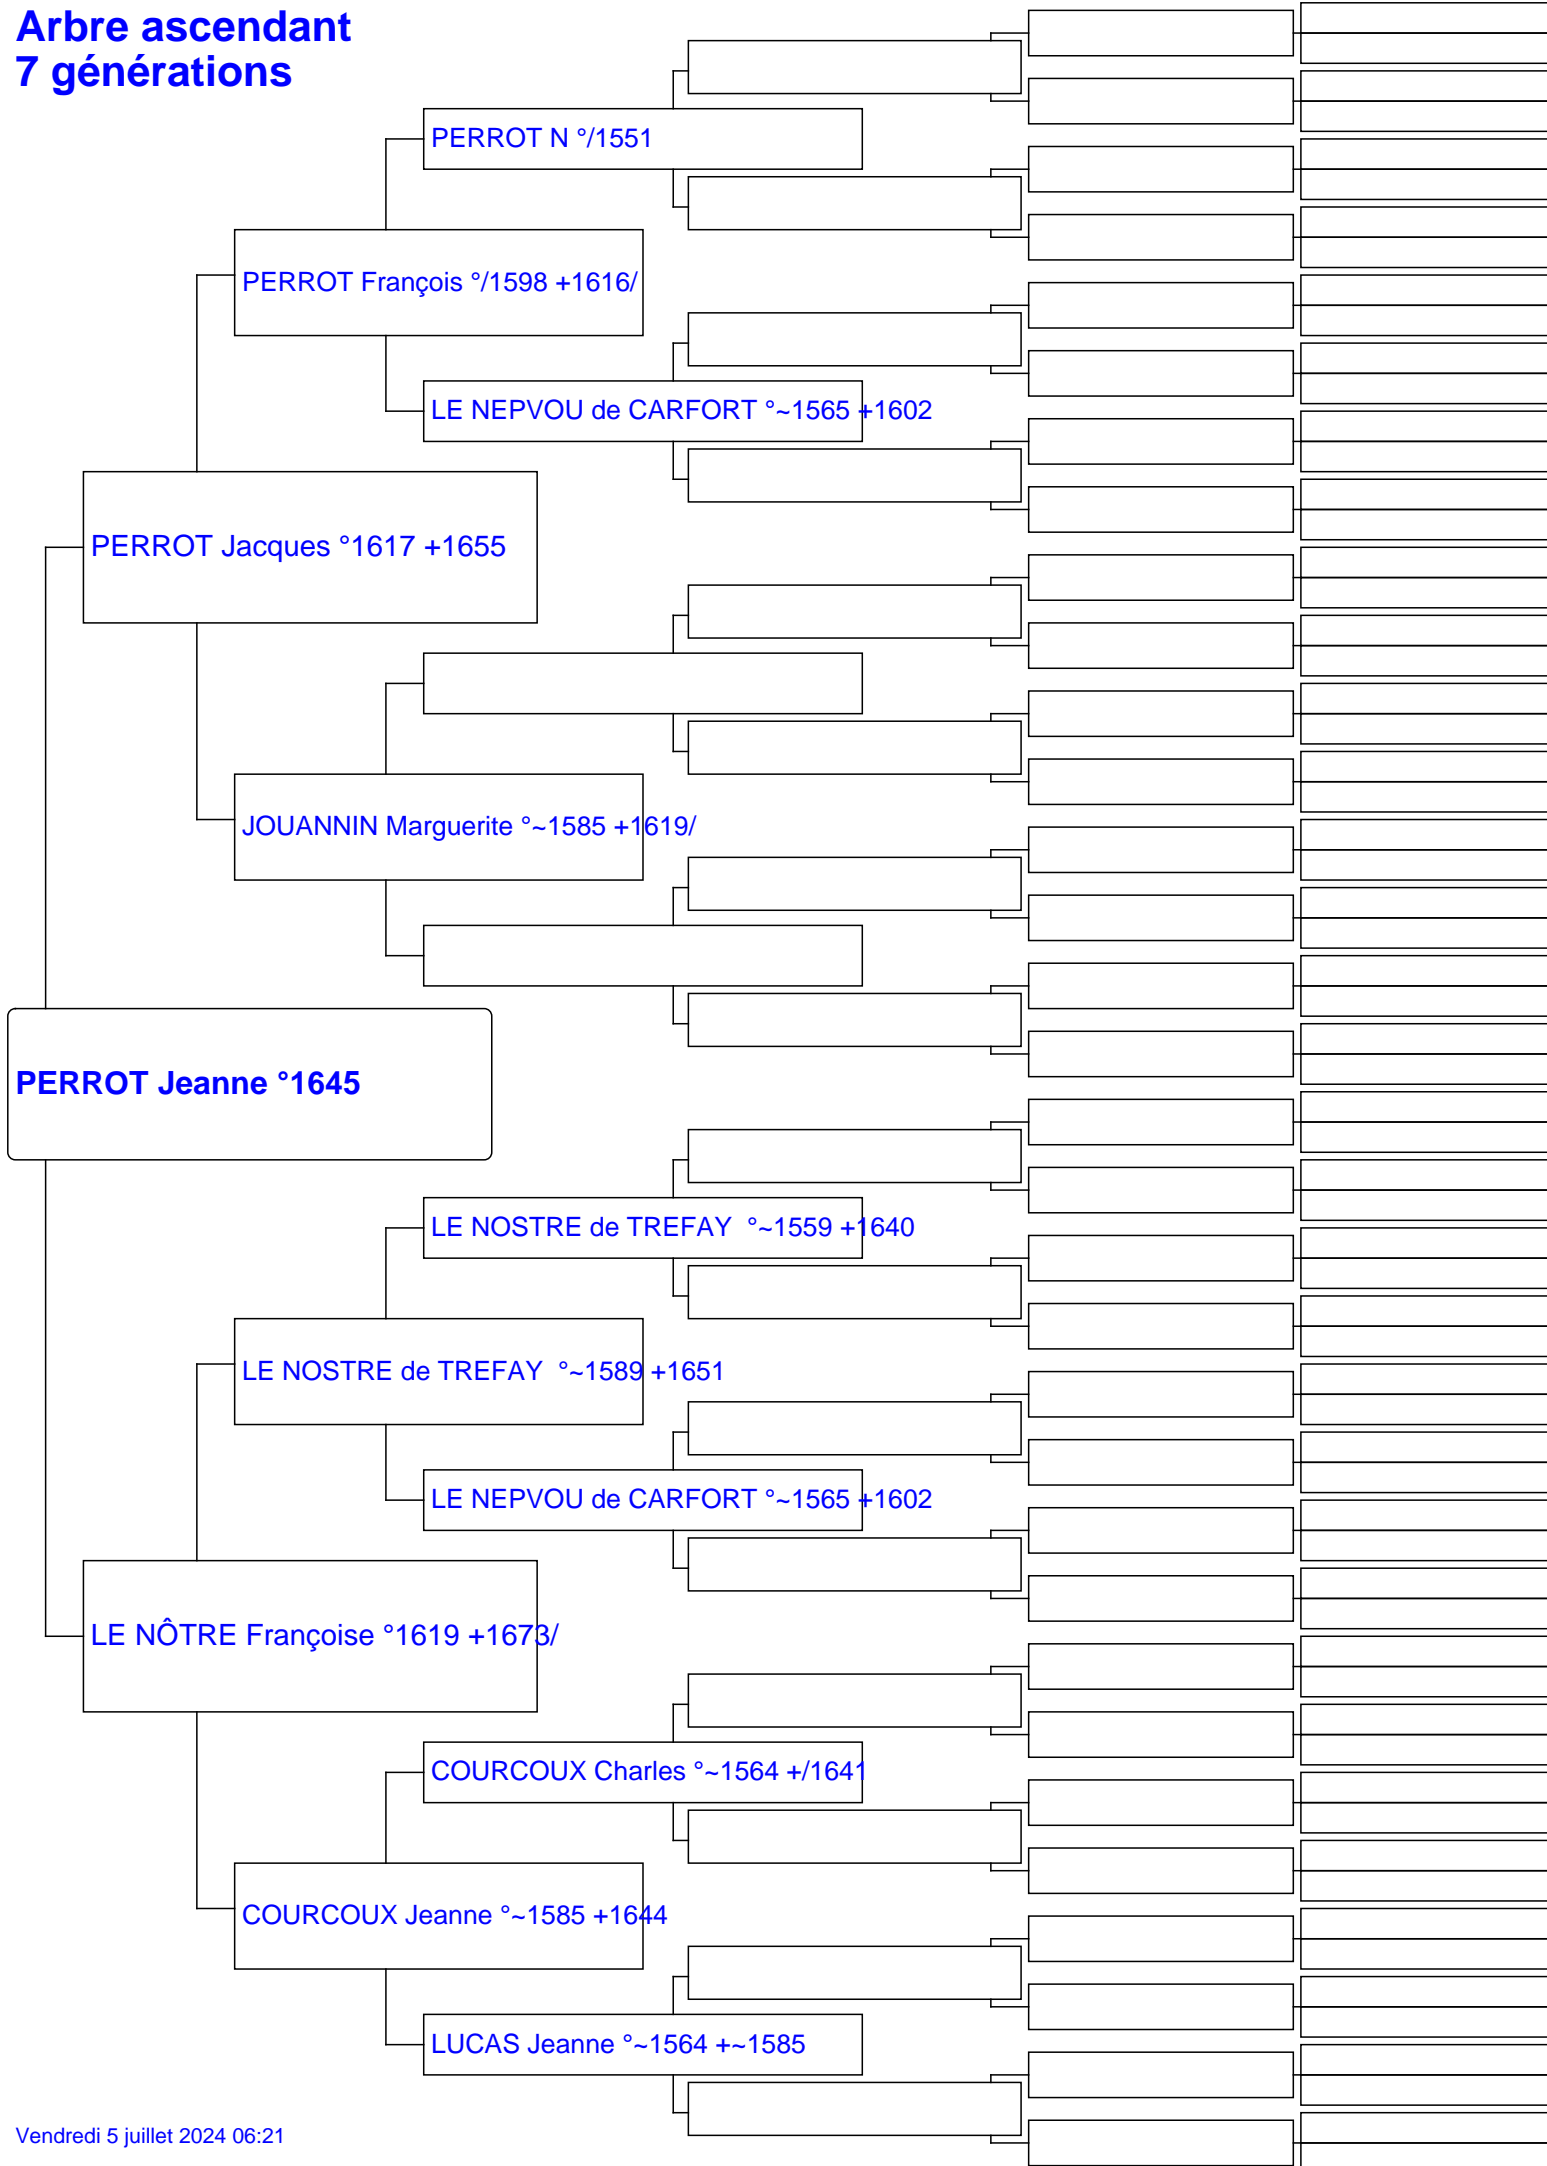 Arbre ascendant
7 générations
PERROT N °/1551
PERROT François °/1598 +1616/
LE NEPVOU de CARFORT °~1565 +1602
PERROT Jacques °1617 +1655
JOUANNIN Marguerite °~1585 +1619/
PERROT Jeanne °1645
LE NOSTRE de TREFAY  °~1559 +1640
LE NOSTRE de TREFAY  °~1589 +1651
LE NEPVOU de CARFORT °~1565 +1602
LE NÔTRE Françoise °1619 +1673/
COURCOUX Charles °~1564 +/1641
COURCOUX Jeanne °~1585 +1644
LUCAS Jeanne °~1564 +~1585
Vendredi 5 juillet 2024 06:21